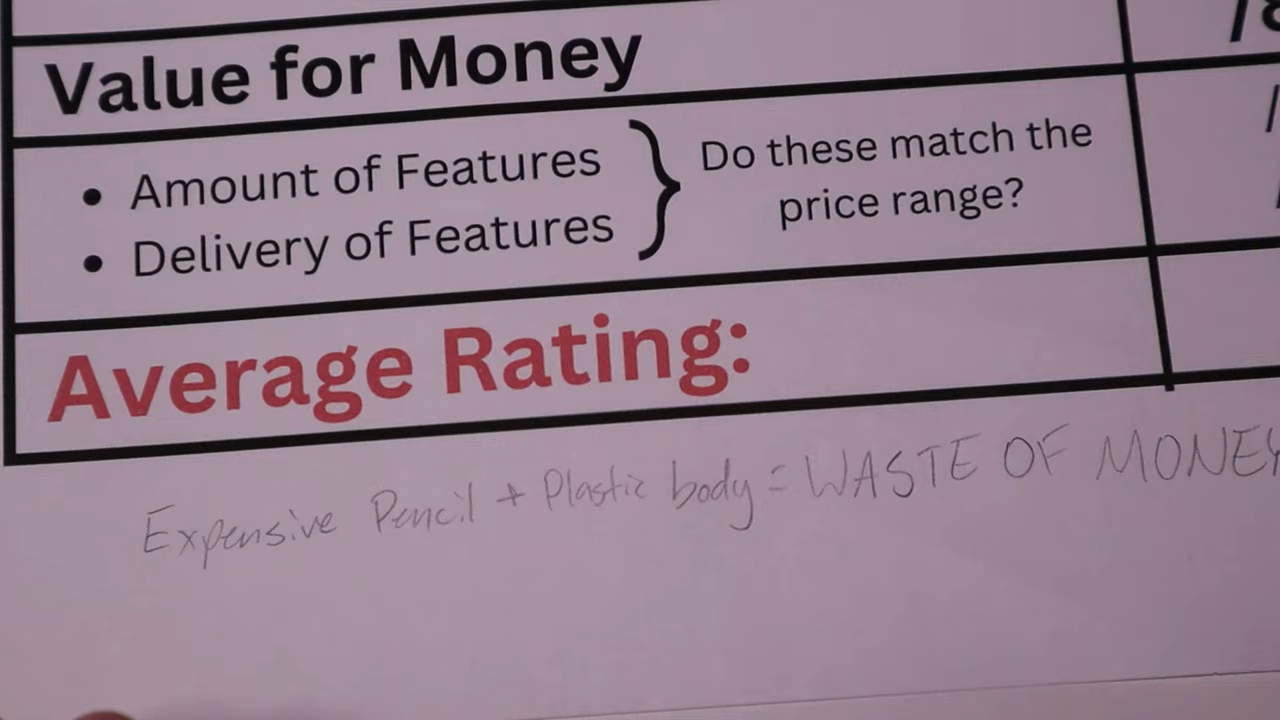 Value for Money
• Amount of Features
• Delivery of Features
}
Do these match the
price range?
Average Rating:
Expensive Pencil + Plastic body = WASTE OF MONEY